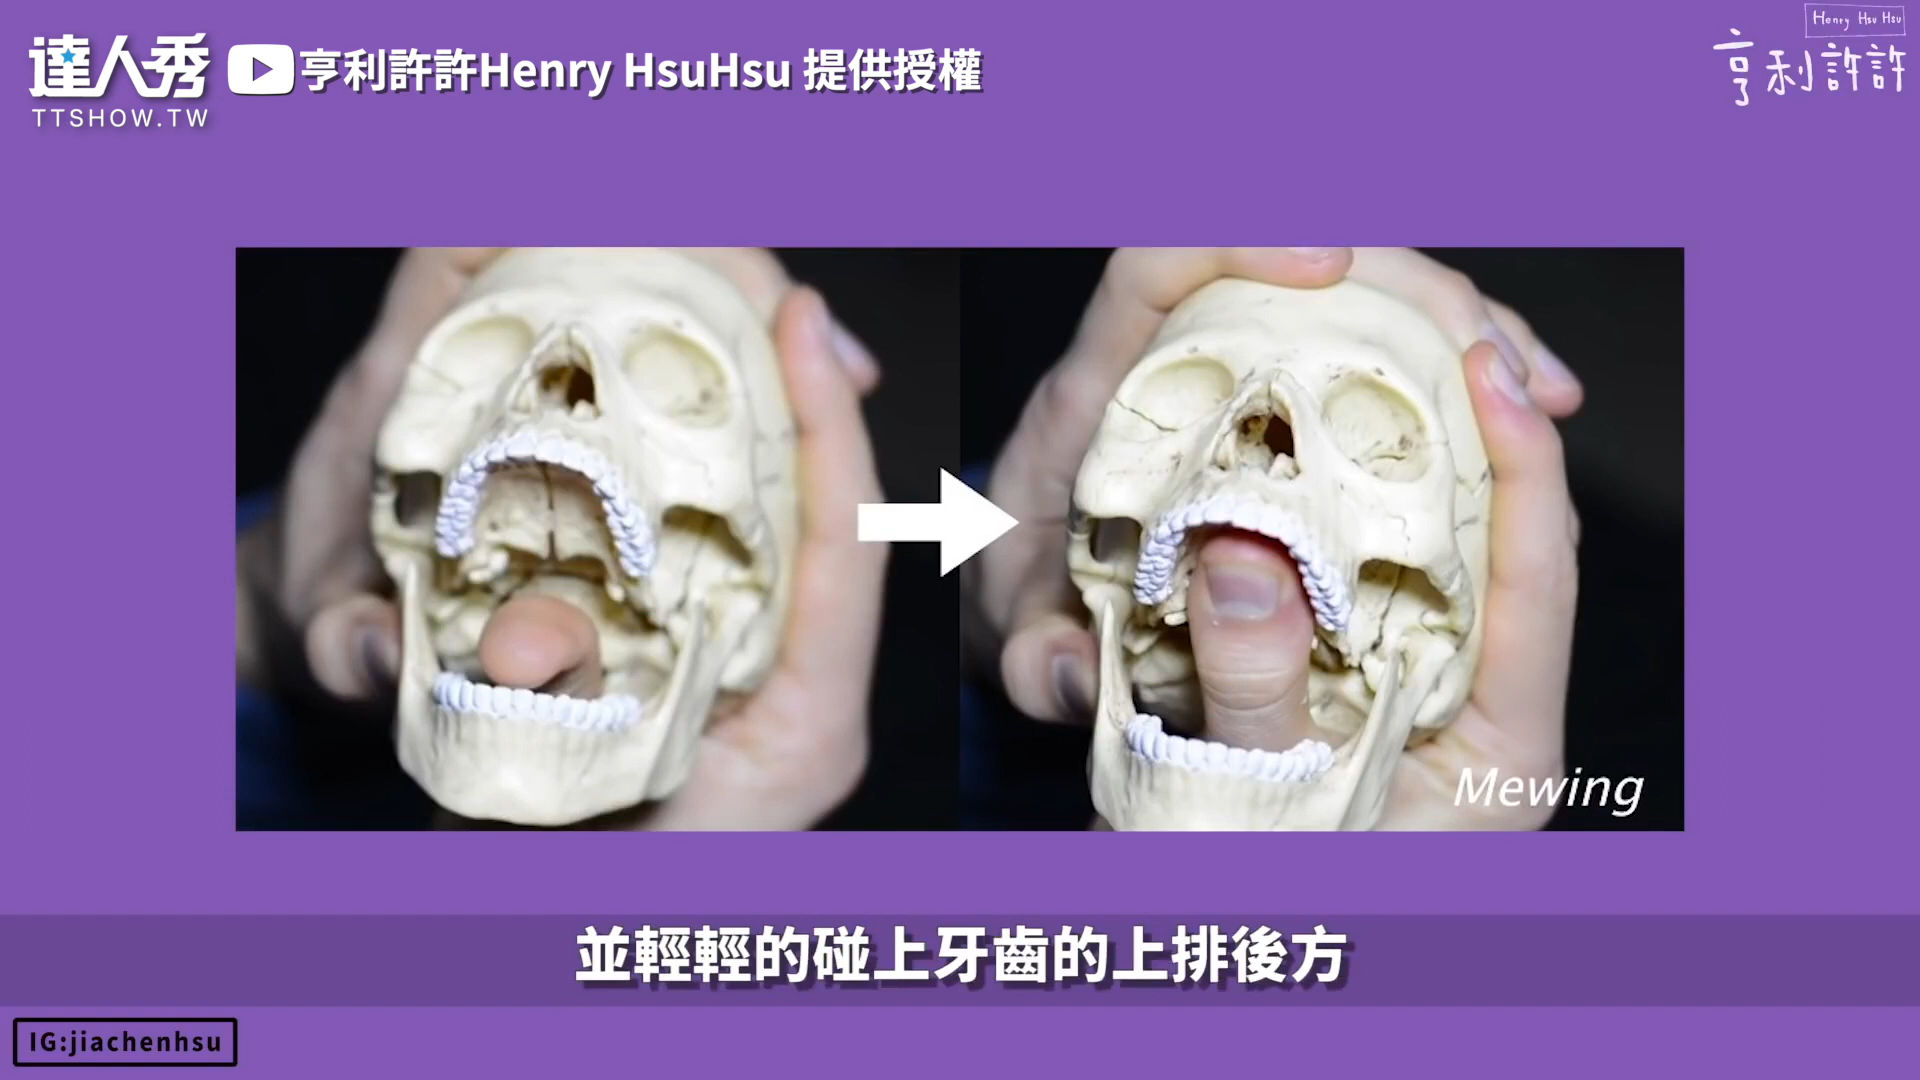 達人秀
TTSHOW.TW
亨利許許Henry HsuHsu 提供授權
Henry Hsu Hsu
亨利許許
Mewing
並輕輕的碰上牙齒的上排後方
IG:jiachenhsu